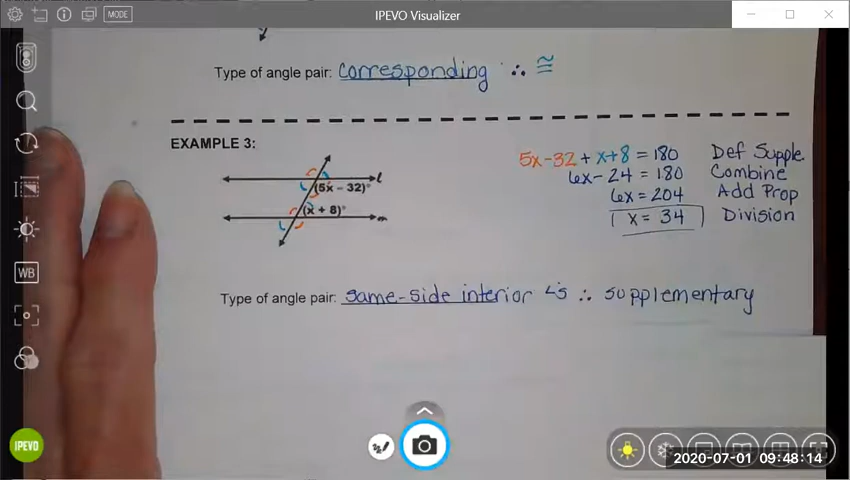 IPEVO Visualizer
MODE
Type of angle pair: corresponding ∴ ≅
EXAMPLE 3:
5x-32 + x+8 = 180 Def Supple.
6x - 24 = 180 Combine
6x = 204 Add Prop
x = 34 Division
l
(5x – 32)°
(x + 8)°
m
Type of angle pair: same-side interior ∠'s ∴ supplementary
WB
IPEVO
2020-07-01 09:48:14